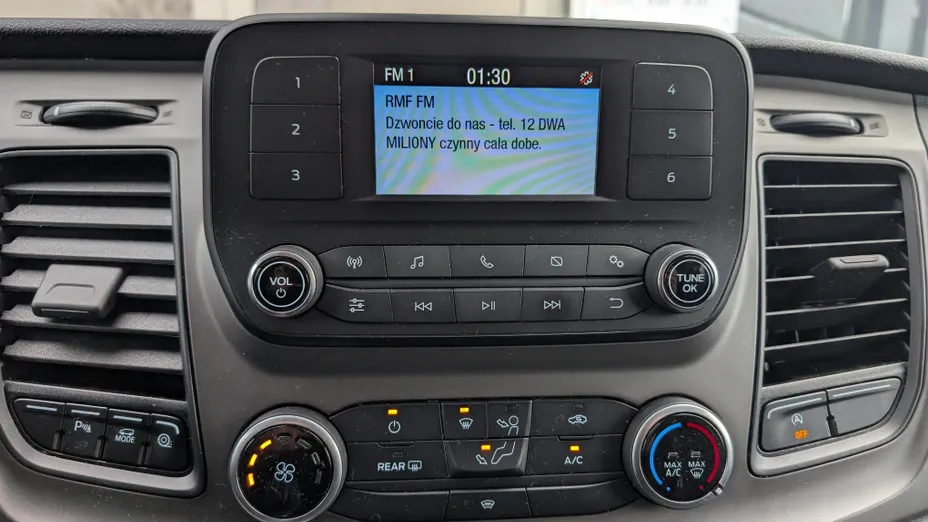 FM 1 01:30
RMF FM
Dzwoncie do nas - tel. 12 DWA
MILIONY czynny cala dobe.
1
2
3
4
5
6
VOL
TUNE
OK
MODE
OFF
REAR
A/C
MAX
A/C
MAX